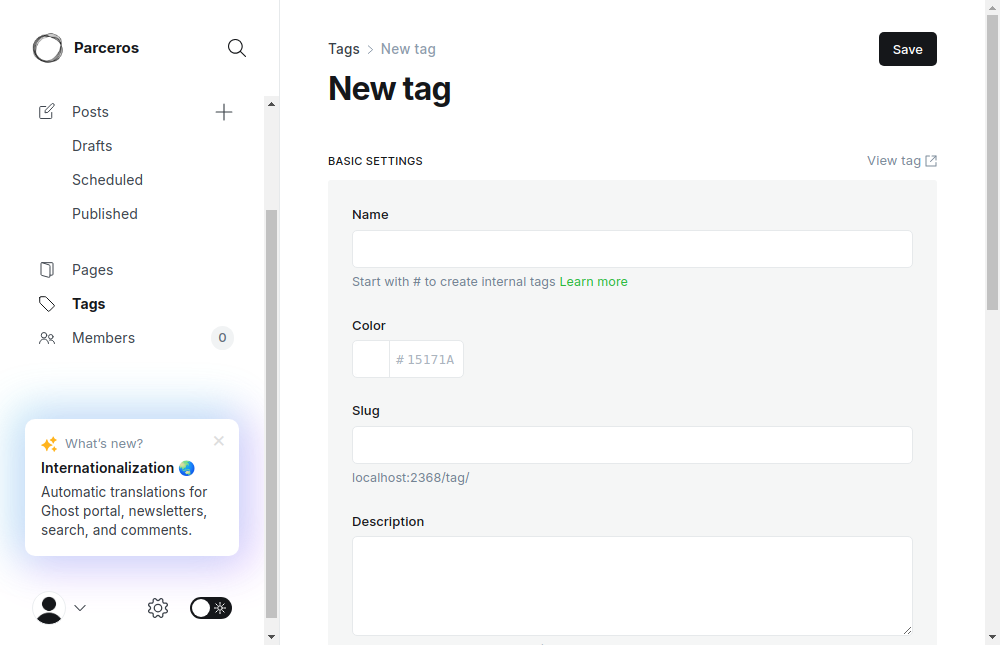 Parceros
Posts
Drafts
Scheduled
Published
Pages
Tags
Members
0
What's new?
Internationalization
Automatic translations for
Ghost portal, newsletters,
search, and comments.
Tags > New tag
Save
New tag
BASIC SETTINGS
View tag
Name
Start with # to create internal tags Learn more
Color
# 15171A
Slug
localhost:2368/tag/
Description